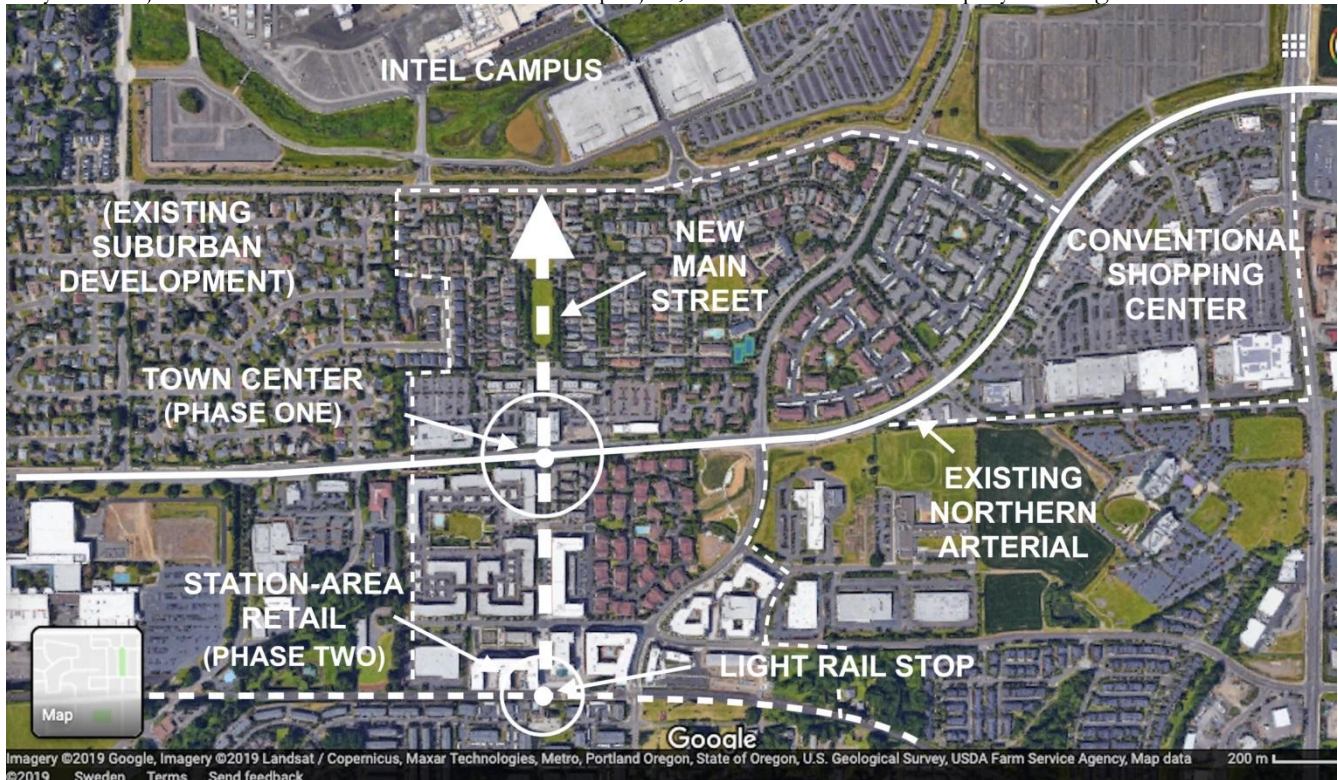 INTEL CAMPUS
(EXISTING
SUBURBAN
DEVELOPMENT)
NEW
MAIN
STREET
CONVENTIONAL
SHOPPING
CENTER
TOWN CENTER
(PHASE ONE)
EXISTING
NORTHERN
ARTERIAL
STATION-AREA
RETAIL
(PHASE TWO)
LIGHT RAIL STOP
Map
Google
Imagery ©2019 Google, Imagery ©2019 Landsat / Copernicus, Maxar Technologies, Metro, Portland Oregon, State of Oregon, U.S. Geological Survey, USDA Farm Service Agency, Map data
200 m
©2019 Sweden Terms Send feedback